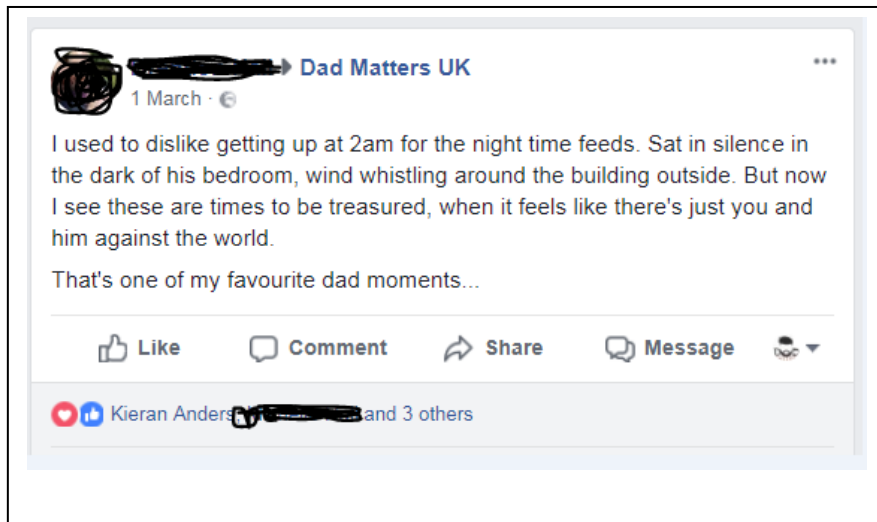 Dad Matters UK
1 March
I used to dislike getting up at 2am for the night time feeds. Sat in silence in
the dark of his bedroom, wind whistling around the building outside. But now
I see these are times to be treasured, when it feels like there's just you and
him against the world.
That's one of my favourite dad moments...
Like Comment Share Message
Kieran Anders and 3 others